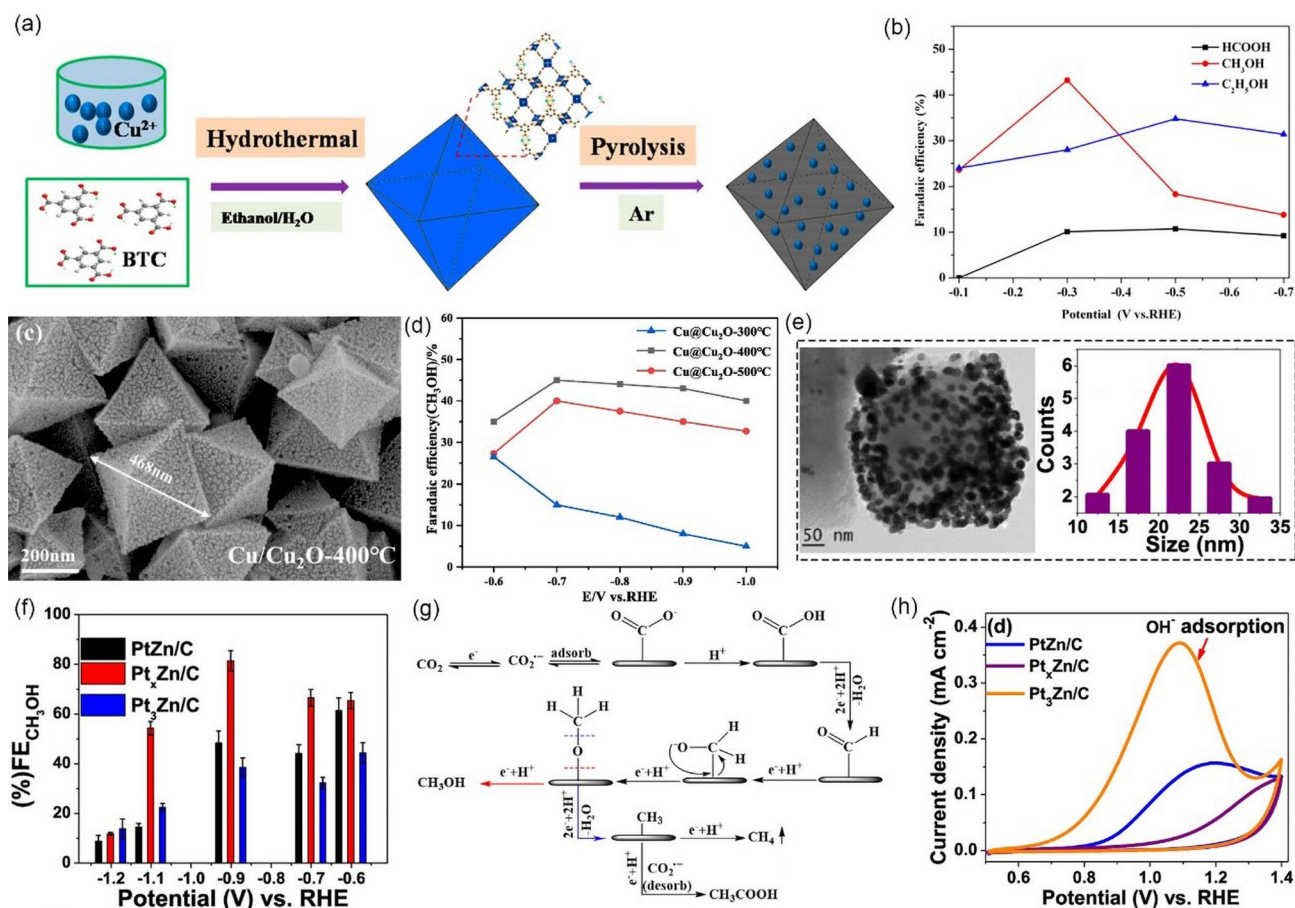 (a)
Cu²⁺
BTC
Hydrothermal
Ethanol/H₂O
Pyrolysis
Ar
(b)
HCOOH
CH₃OH
C₂H₅OH
Faradaic efficiency (%)
50
40
30
20
10
0
-0.1 -0.2 -0.3 -0.4 -0.5 -0.6 -0.7
Potential (V vs.RHE)
(c)
468nm
200nm
Cu/Cu₂O-400°C
(d)
Cu@Cu₂O-300°C
Cu@Cu₂O-400°C
Cu@Cu₂O-500°C
Faradaic efficiency(CH₃OH)/%
60
50
40
30
20
10
0
-0.6 -0.7 -0.8 -0.9 -1.0
E/V vs.RHE
(e)
50 nm
Counts
6
5
4
3
2
10 15 20 25 30 35
Size (nm)
(f)
PtZn/C
PtₓZn/C
Pt₃Zn/C
(%)FE CH₃OH
100
80
60
40
20
0
-1.2 -1.1 -0.9 -0.7 -0.6
Potential (V) vs. RHE
(g)
CO₂ e⁻ CO₂•⁻ adsorb
O O⁻
C
H⁺
O OH
C
2e⁻+2H⁺
-H₂O
O H
C
e⁻+H⁺
⁻O H
C H
e⁻+H⁺
H
H C H
O
e⁻+H⁺
CH₃OH
2e⁻+2H⁺
-H₂O
CH₃
e⁻+H⁺
CH₄
e⁻+H⁺
CO₂•⁻
(desorb)
CH₃COOH
(h)
(d)
OH⁻ adsorption
PtZn/C
PtₓZn/C
Pt₃Zn/C
Current density (mA cm⁻²)
0.4
0.3
0.2
0.1
0.0
0.6 0.8 1.0 1.2 1.4
Potential (V) vs. RHE